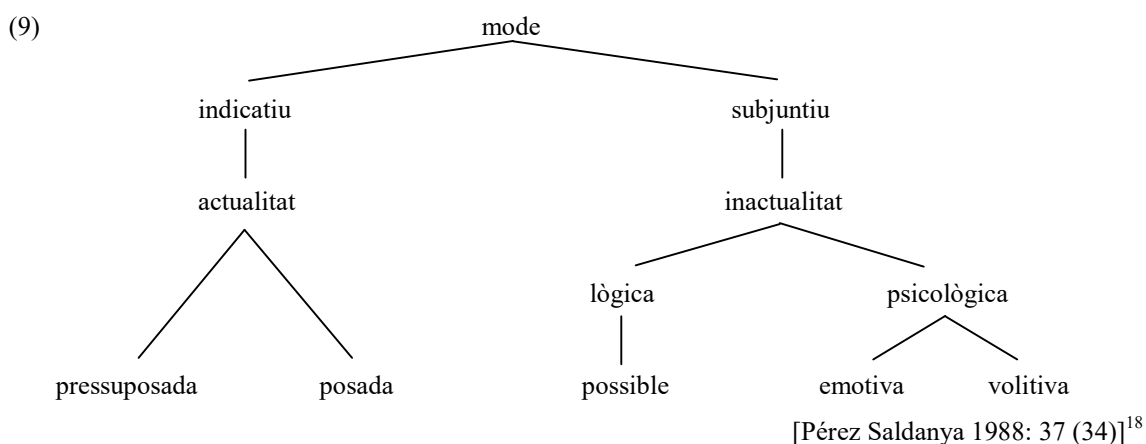 (9) mode
indicatiu subjuntiu
actualitat inactualitat
lògica psicològica
pressuposada posada possible emotiva volitiva
[Pérez Saldanya 1988: 37 (34)]18